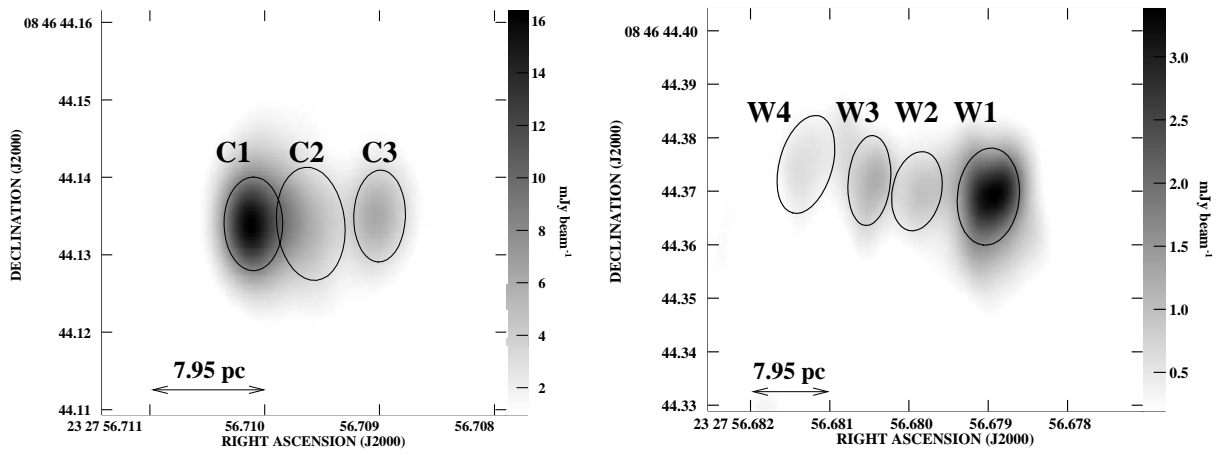 08 46 44.16
44.15
44.14
44.13
44.12
44.11
DECLINATION (J2000)
C1 C2 C3
7.95 pc
23 27 56.711 56.710 56.709 56.708
RIGHT ASCENSION (J2000)
16
14
12
10
8
6
4
2
mJy beam-1
08 46 44.40
44.39
44.38
44.37
44.36
44.35
44.34
44.33
DECLINATION (J2000)
W4 W3 W2 W1
7.95 pc
23 27 56.682 56.681 56.680 56.679 56.678
RIGHT ASCENSION (J2000)
3.0
2.5
2.0
1.5
1.0
0.5
mJy beam-1